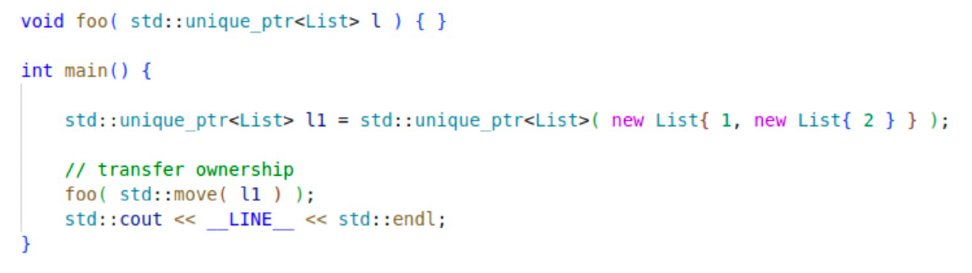 void foo( std::unique_ptr<List> l ) { }
int main() {
std::unique_ptr<List> l1 = std::unique_ptr<List>( new List{ 1, new List{ 2 } } );
// transfer ownership
foo( std::move( l1 ) );
std::cout << __LINE__ << std::endl;
}